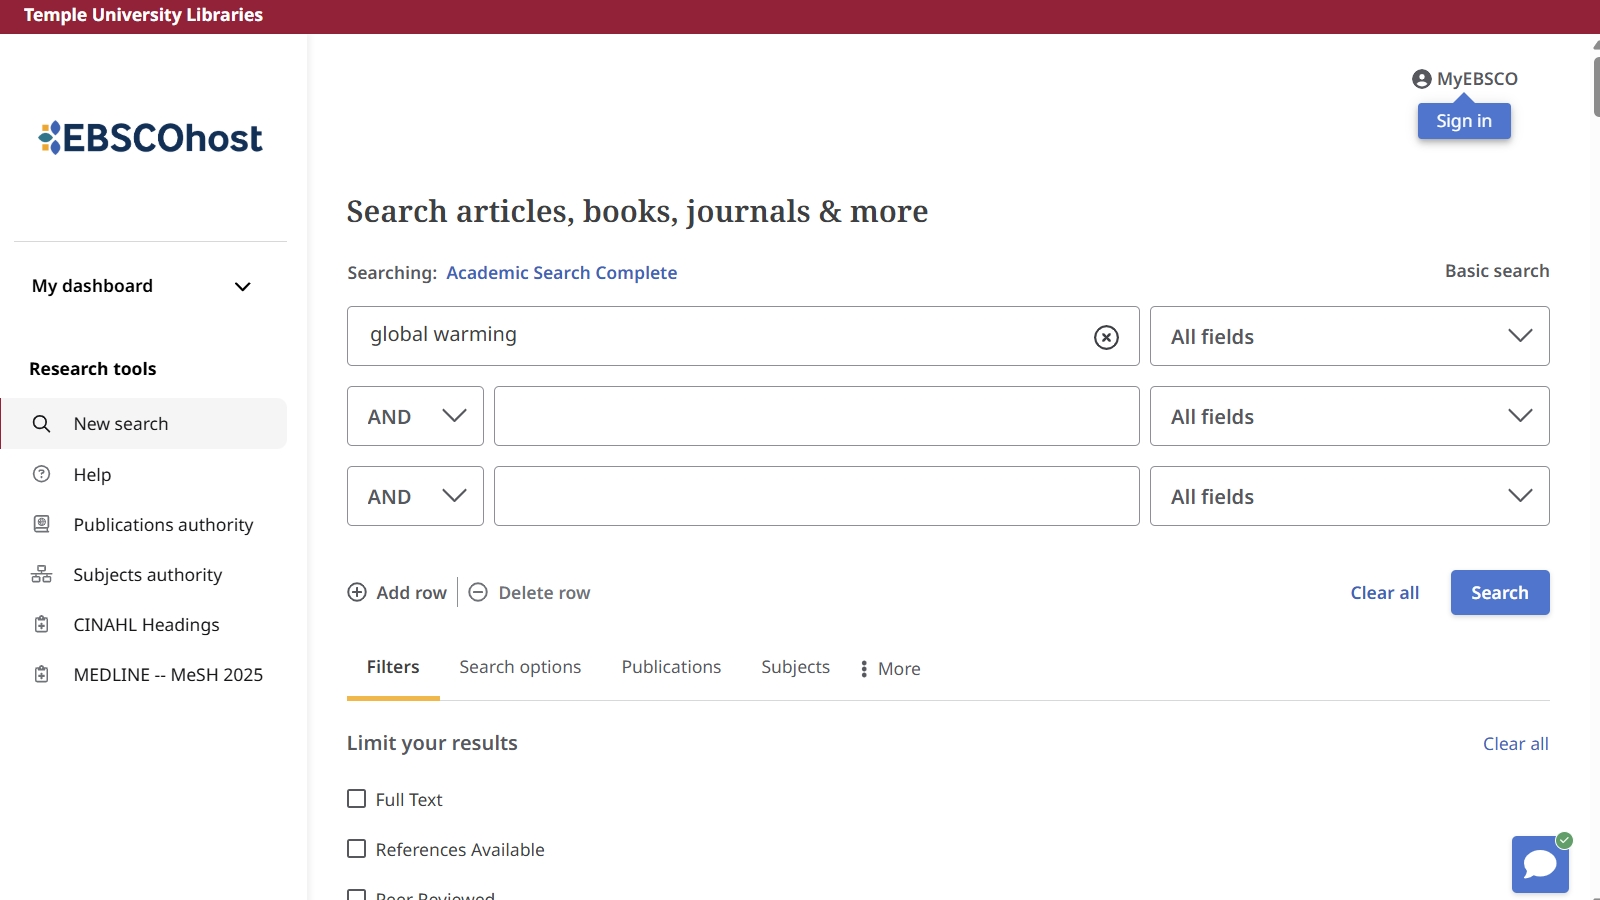 Temple University Libraries
MyEBSCO
Sign in
EBSCOhost
My dashboard
Research tools
New search
Help
Publications authority
Subjects authority
CINAHL Headings
MEDLINE -- MeSH 2025
Search articles, books, journals & more
Searching: Academic Search Complete
Basic search
global warming
All fields
AND
All fields
AND
All fields
Add row
Delete row
Clear all
Search
Filters
Search options
Publications
Subjects
More
Limit your results
Clear all
Full Text
References Available
Peer Reviewed